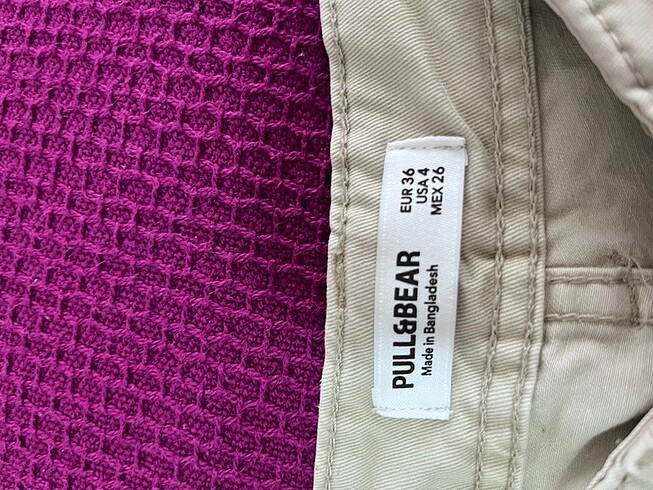 PULL&BEAR
Made in Bangladesh
EUR 36
USA 4
MEX 26